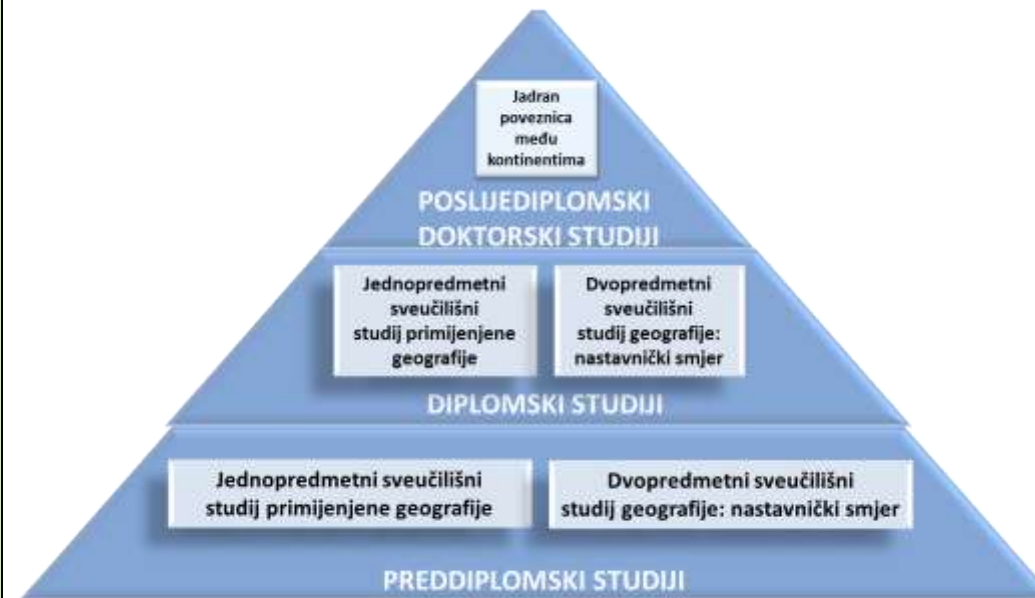 Jadran
poveznica
među
kontinentima
POSLIJEDIPLOMSKI
DOKTORSKI STUDIJI
Jednopredmetni
sveučilišni
studij primijenjene
geografije
Dvopredmetni
sveučilišni
studij geografije:
nastavnički smjer
DIPLOMSKI STUDIJI
Jednopredmetni sveučilišni
studij primijenjene geografije
Dvopredmetni sveučilišni
studij geografije: nastavnički smjer
PREDDIPLOMSKI STUDIJI